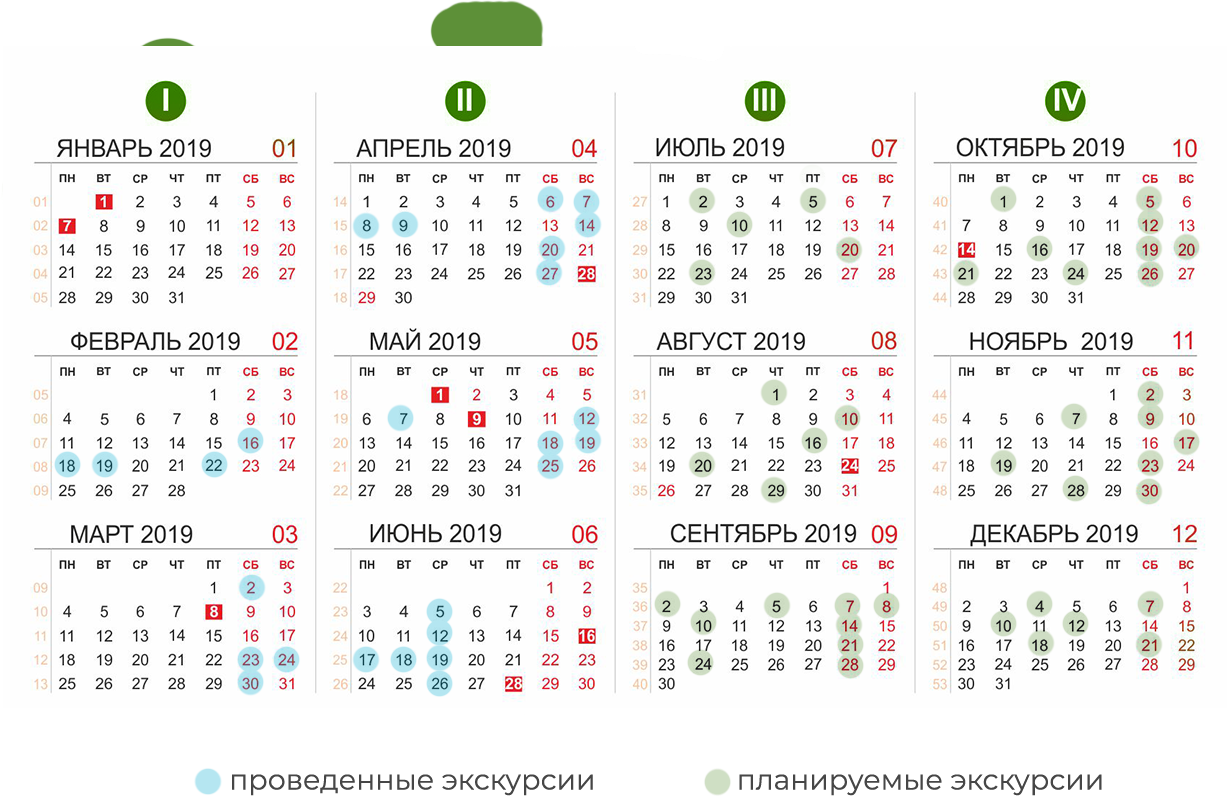 I II III IV
ЯНВАРЬ 2019 01 АПРЕЛЬ 2019 04 ИЮЛЬ 2019 07 ОКТЯБРЬ 2019 10
ПН ВТ СР ЧТ ПТ СБ ВС ПН ВТ СР ЧТ ПТ СБ ВС ПН ВТ СР ЧТ ПТ СБ ВС ПН ВТ СР ЧТ ПТ СБ ВС
01 1 2 3 4 5 6 14 1 2 3 4 5 6 7 27 1 2 3 4 5 6 7 40 1 2 3 4 5 6
02 7 8 9 10 11 12 13 15 8 9 10 11 12 13 14 28 8 9 10 11 12 13 14 41 7 8 9 10 11 12 13
03 14 15 16 17 18 19 20 16 15 16 17 18 19 20 21 29 15 16 17 18 19 20 21 42 14 15 16 17 18 19 20
04 21 22 23 24 25 26 27 17 22 23 24 25 26 27 28 30 22 23 24 25 26 27 28 43 21 22 23 24 25 26 27
05 28 29 30 31 18 29 30 31 29 30 31 44 28 29 30 31
ФЕВРАЛЬ 2019 02 МАЙ 2019 05 АВГУСТ 2019 08 НОЯБРЬ 2019 11
ПН ВТ СР ЧТ ПТ СБ ВС ПН ВТ СР ЧТ ПТ СБ ВС ПН ВТ СР ЧТ ПТ СБ ВС ПН ВТ СР ЧТ ПТ СБ ВС
05 1 2 3 18 1 2 3 4 5 31 1 2 3 4 44 1 2 3
06 4 5 6 7 8 9 10 19 6 7 8 9 10 11 12 32 5 6 7 8 9 10 11 45 4 5 6 7 8 9 10
07 11 12 13 14 15 16 17 20 13 14 15 16 17 18 19 33 12 13 14 15 16 17 18 46 11 12 13 14 15 16 17
08 18 19 20 21 22 23 24 21 20 21 22 23 24 25 26 34 19 20 21 22 23 24 25 47 18 19 20 21 22 23 24
09 25 26 27 28 22 27 28 29 30 31 35 26 27 28 29 30 31 48 25 26 27 28 29 30
МАРТ 2019 03 ИЮНЬ 2019 06 СЕНТЯБРЬ 2019 09 ДЕКАБРЬ 2019 12
ПН ВТ СР ЧТ ПТ СБ ВС ПН ВТ СР ЧТ ПТ СБ ВС ПН ВТ СР ЧТ ПТ СБ ВС ПН ВТ СР ЧТ ПТ СБ ВС
09 1 2 3 22 1 2 35 1 48 1
10 4 5 6 7 8 9 10 23 3 4 5 6 7 8 9 36 2 3 4 5 6 7 8 49 2 3 4 5 6 7 8
11 11 12 13 14 15 16 17 24 10 11 12 13 14 15 16 37 9 10 11 12 13 14 15 50 9 10 11 12 13 14 15
12 18 19 20 21 22 23 24 25 17 18 19 20 21 22 23 38 16 17 18 19 20 21 22 51 16 17 18 19 20 21 22
13 25 26 27 28 29 30 31 26 24 25 26 27 28 29 30 39 23 24 25 26 27 28 29 52 23 24 25 26 27 28 29
40 30 53 30 31
проведенные экскурсии планируемые экскурсии